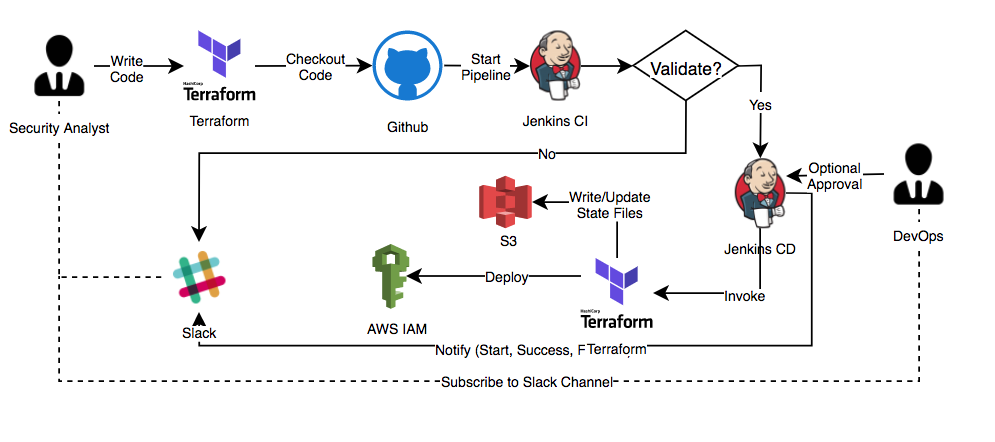 Write
Code
HashiCorp
Terraform
Terraform
Security Analyst
Checkout
Code
Github
Start
Pipeline
Jenkins CI
Validate?
Yes
No
Optional
Approval
DevOps
Jenkins CD
Write/Update
State Files
S3
Deploy
AWS IAM
Invoke
HashiCorp
Terraform
Slack
Notify (Start, Success, F
Terraform
Subscribe to Slack Channel